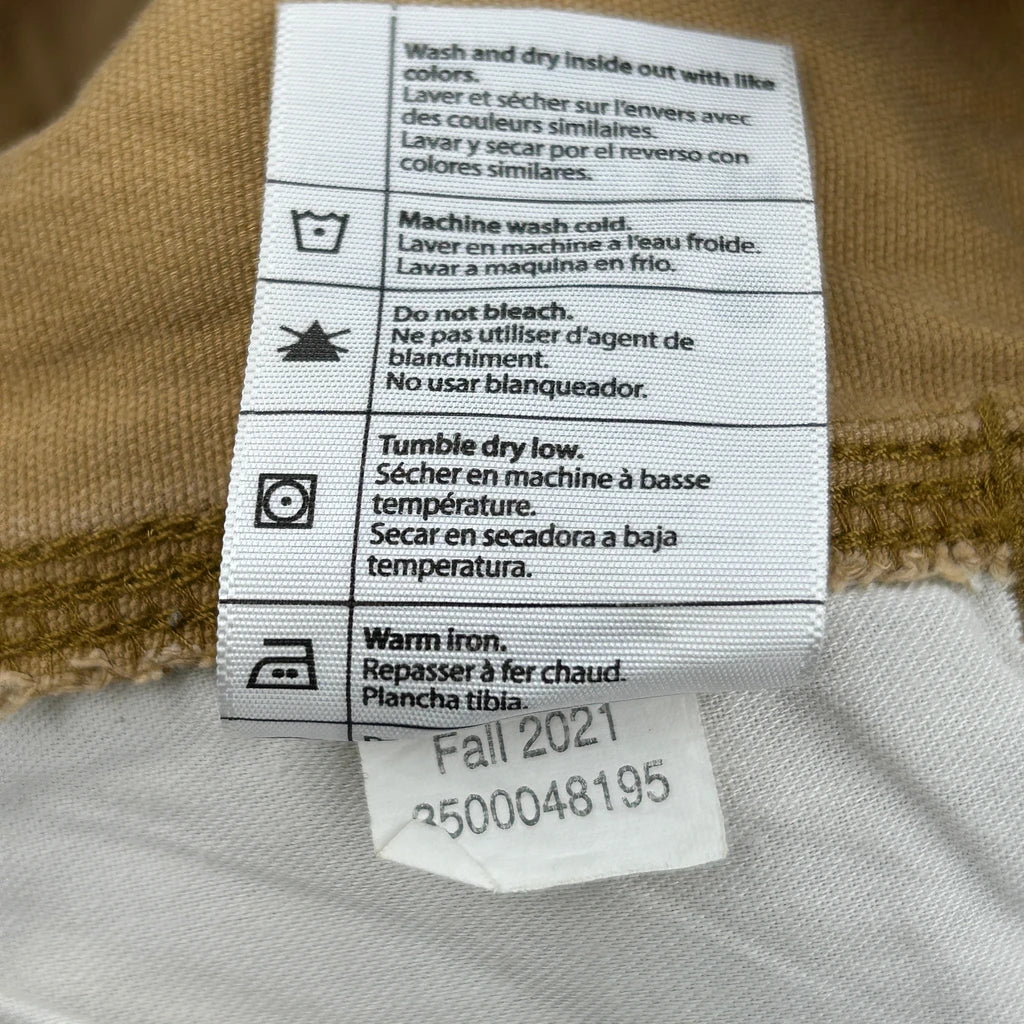 Wash and dry inside out with like
colors.
Laver et sécher sur l'envers avec
des couleurs similaires.
Lavar y secar por el reverso con
colores similares.
Machine wash cold.
Laver en machine a l'eau froide.
Lavar a maquina en frio.
Do not bleach.
Ne pas utiliser d'agent de
blanchiment.
No usar blanqueador.
Tumble dry low.
Sécher en machine à basse
température.
Secar en secadora a baja
temperatura.
Warm iron.
Repasser à fer chaud.
Plancha tibia.
Fall 2021